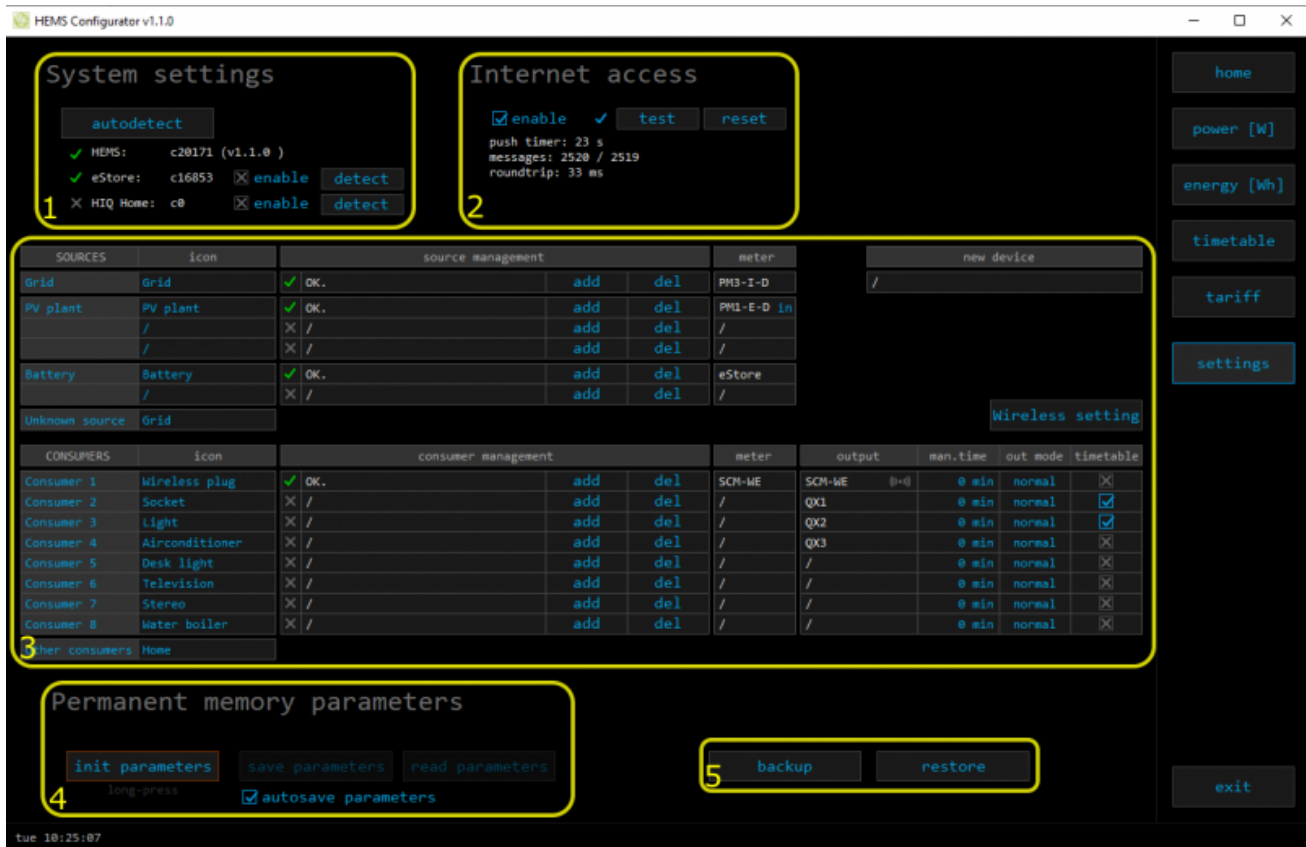 HEMS Configurator v1.1.0
System settings
autodetect
HEMS: c20171 (v1.1.0 )
eStore: c16853 enable detect
HIQ Home: c0 enable detect
1
Internet access
enable test reset
push timer: 23 s
messages: 2520 / 2519
roundtrip: 33 ms
2
home
power [W]
energy [Wh]
timetable
tariff
settings
exit
SOURCES icon source management meter new device
Grid Grid OK. add del PM3-I-D /
PV plant PV plant OK. add del PM1-E-D in
/ / add del /
/ / add del /
Battery Battery OK. add del eStore
/ / add del /
Unknown source Grid
Wireless setting
CONSUMERS icon consumer management meter output man.time out mode timetable
Consumer 1 Wireless plug OK. add del SCM-WE SCM-WE 0 min normal
Consumer 2 Socket / add del / QX1 0 min normal
Consumer 3 Light / add del / QX2 0 min normal
Consumer 4 Airconditioner / add del / QX3 0 min normal
Consumer 5 Desk light / add del / / 0 min normal
Consumer 6 Television / add del / / 0 min normal
Consumer 7 Stereo / add del / / 0 min normal
Consumer 8 Water boiler / add del / / 0 min normal
Other consumers Home
3
Permanent memory parameters
init parameters save parameters read parameters
long-press autosave parameters
4
backup restore
5
tue 10:25:07